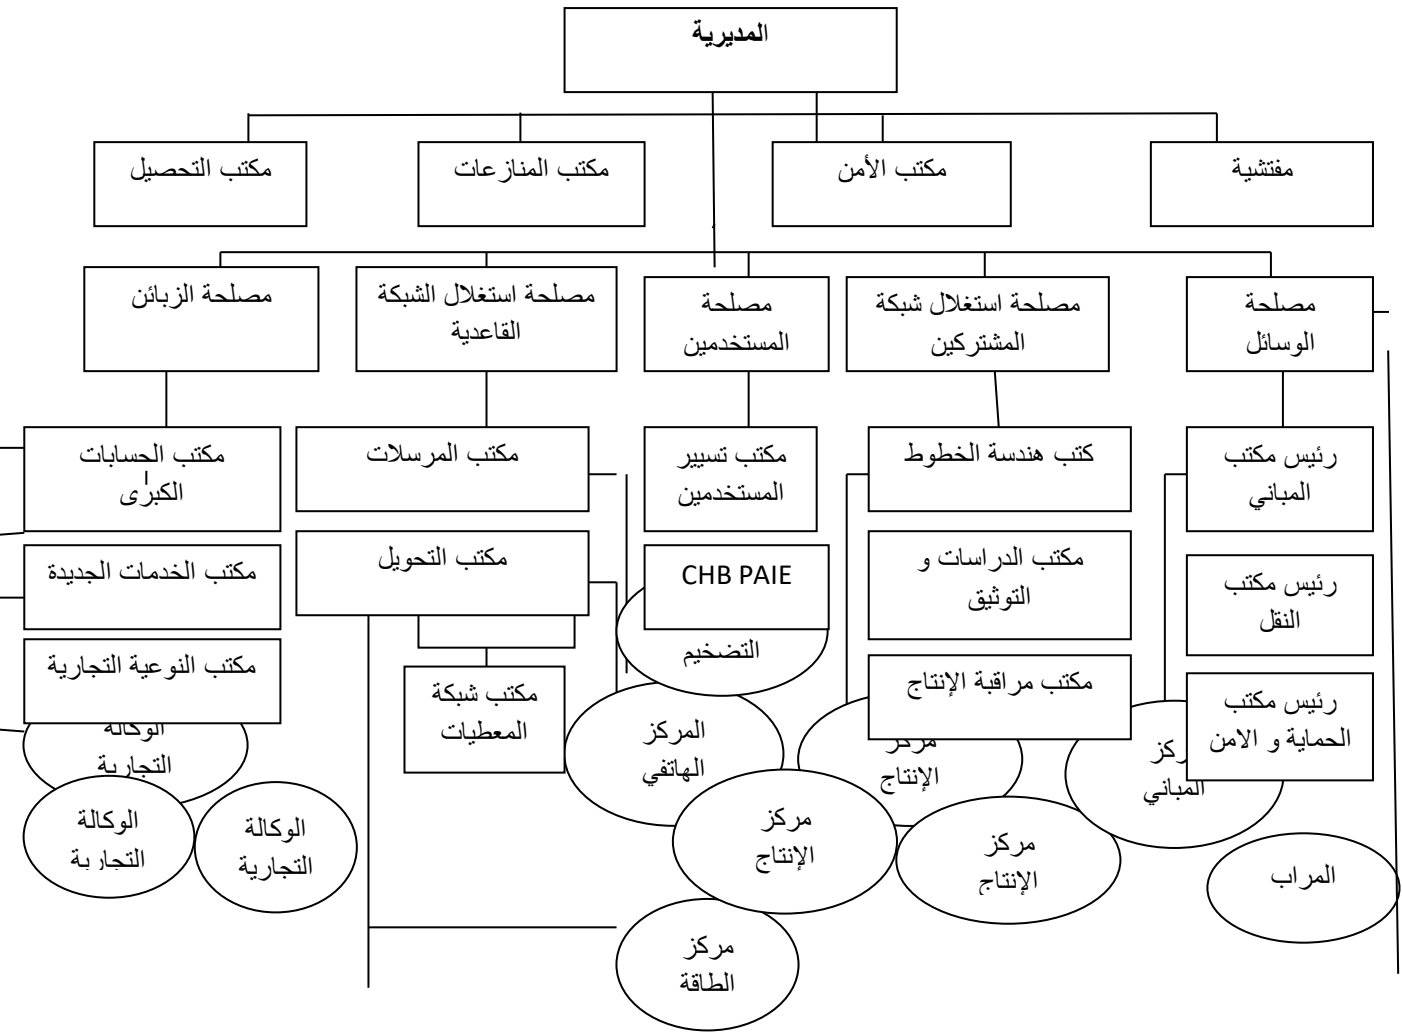 المديرية
مفتشية
مكتب الأمن
مكتب المنازعات
مكتب التحصيل
مصلحة
الوسائل
مصلحة استغلال شبكة
المشتركين
مصلحة
المستخدمين
مصلحة استغلال الشبكة
القاعدية
مصلحة الزبائن
رئيس مكتب
المباني
كتب هندسة الخطوط
مكتب تسيير
المستخدمين
مكتب المرسلات
مكتب الحسابات
الكبرى
رئيس مكتب
النقل
مكتب الدراسات و
التوثيق
CHB PAIE
مكتب التحويل
مكتب الخدمات الجديدة
رئيس مكتب
الحماية و الامن
مكتب مراقبة الإنتاج
التضخيم
مكتب شبكة
المعطيات
مكتب النوعية التجارية
المباني
مركز
الإنتاج
المركز
الهاتفي
الوكالة
التجارية
المراب
مركز
الإنتاج
مركز
الإنتاج
الوكالة
التجارية
الوكالة
التجارية
مركز
الطاقة